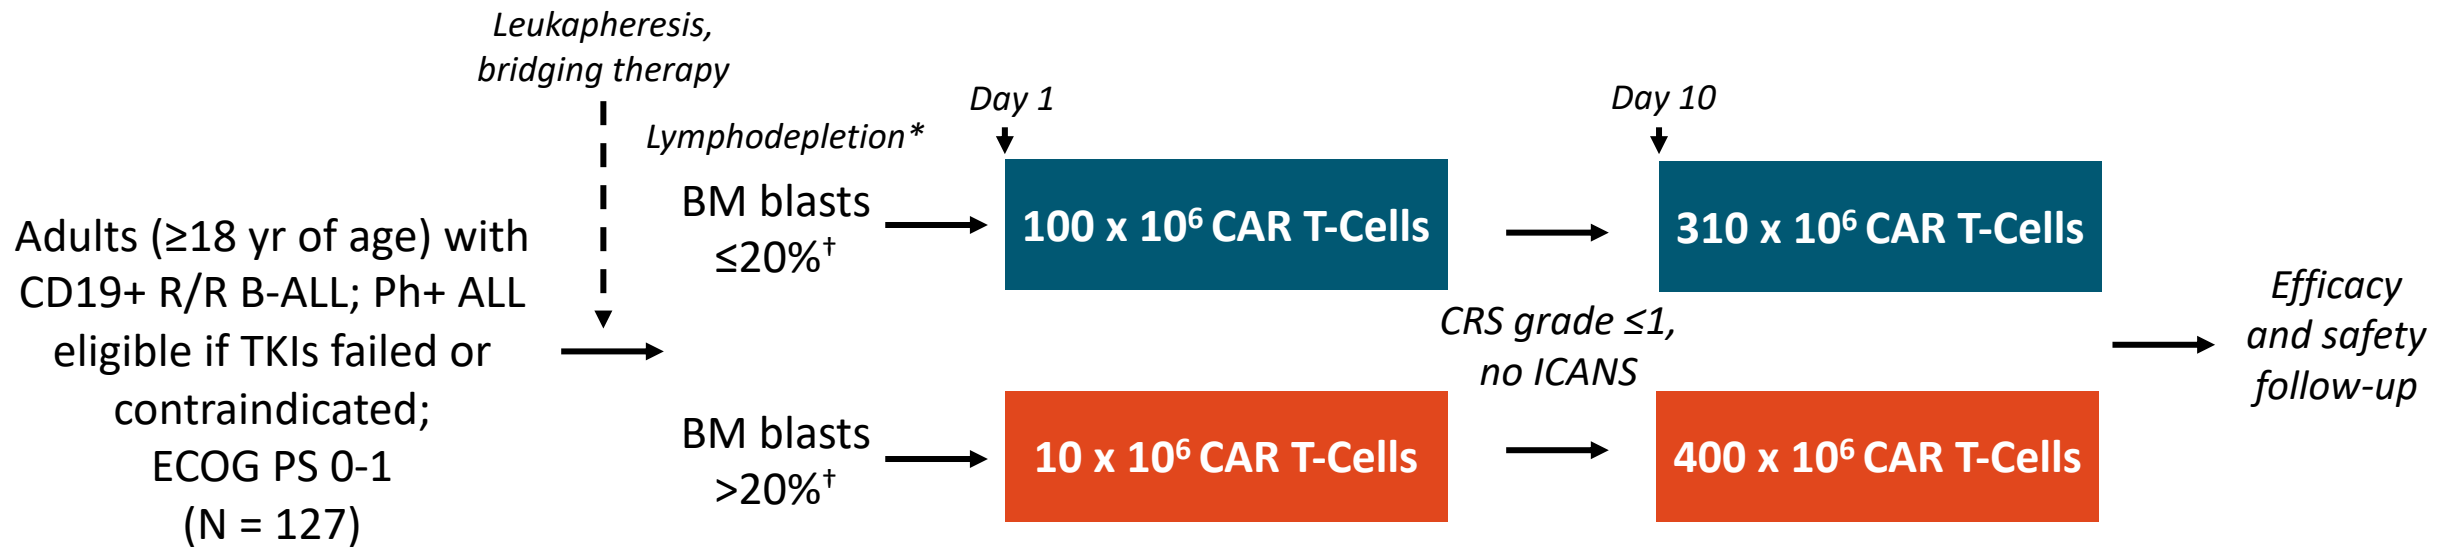 Leukapheresis,
bridging therapy
Adults (≥18 yr of age) with
CD19+ R/R B-ALL; Ph+ ALL
eligible if TKIs failed or
contraindicated;
ECOG PS 0-1
(N = 127)
Lymphodepletion*
BM blasts
≤20%†
Day 1
100 x 10⁶ CAR T-Cells
Day 10
310 x 10⁶ CAR T-Cells
CRS grade ≤1,
no ICANS
BM blasts
>20%†
10 x 10⁶ CAR T-Cells
400 x 10⁶ CAR T-Cells
Efficacy
and safety
follow-up